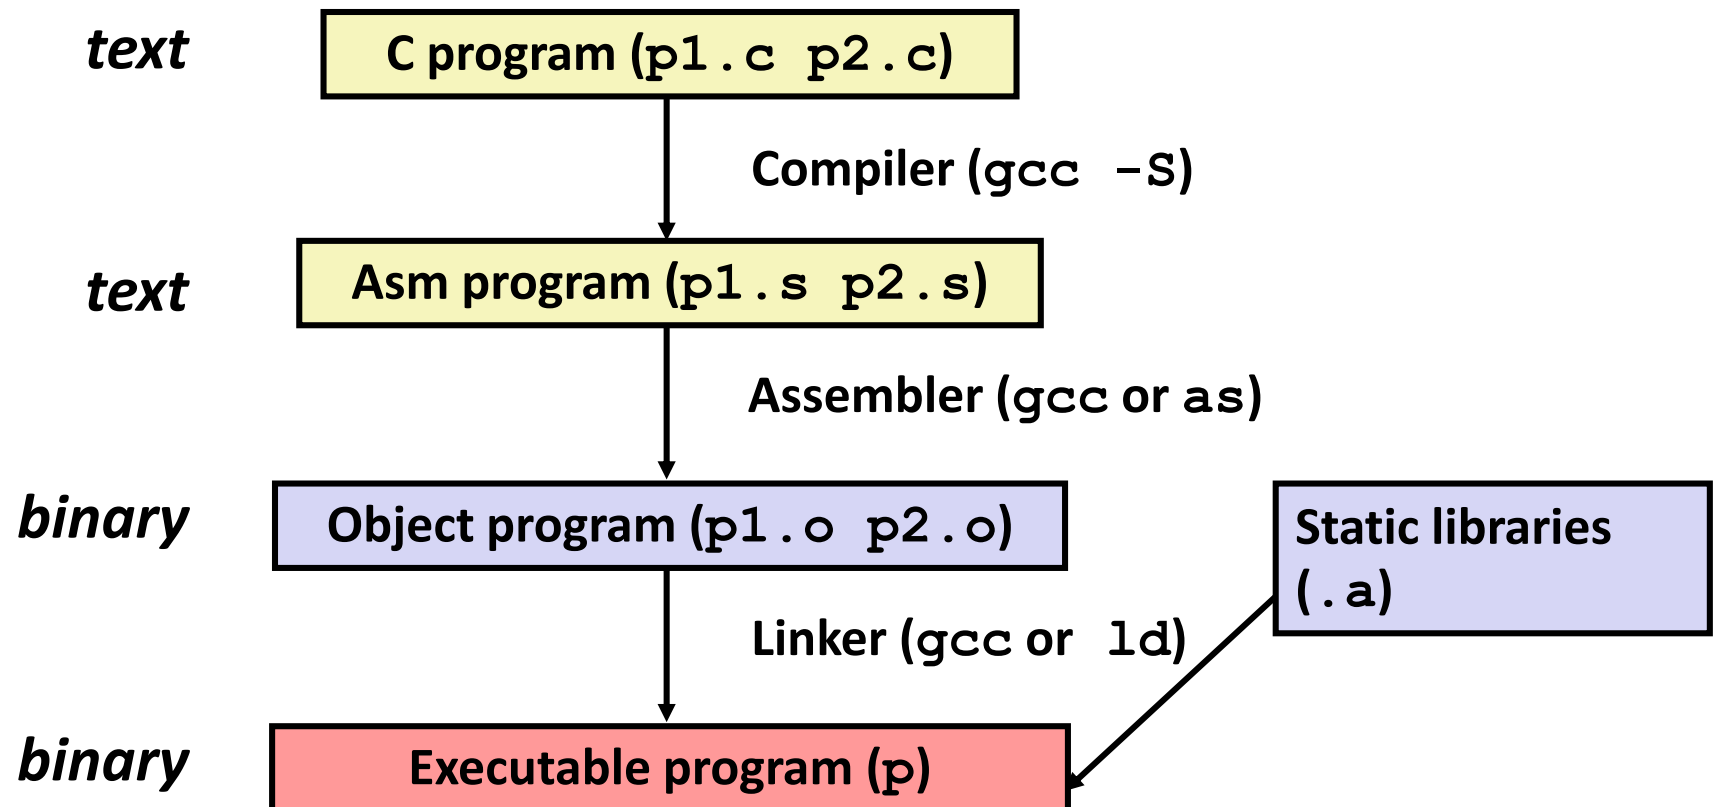 text
C program (p1.c p2.c)
Compiler (gcc -S)
text
Asm program (p1.s p2.s)
Assembler (gcc or as)
binary
Object program (p1.o p2.o)
Static libraries
(.a)
Linker (gcc or ld)
binary
Executable program (p)